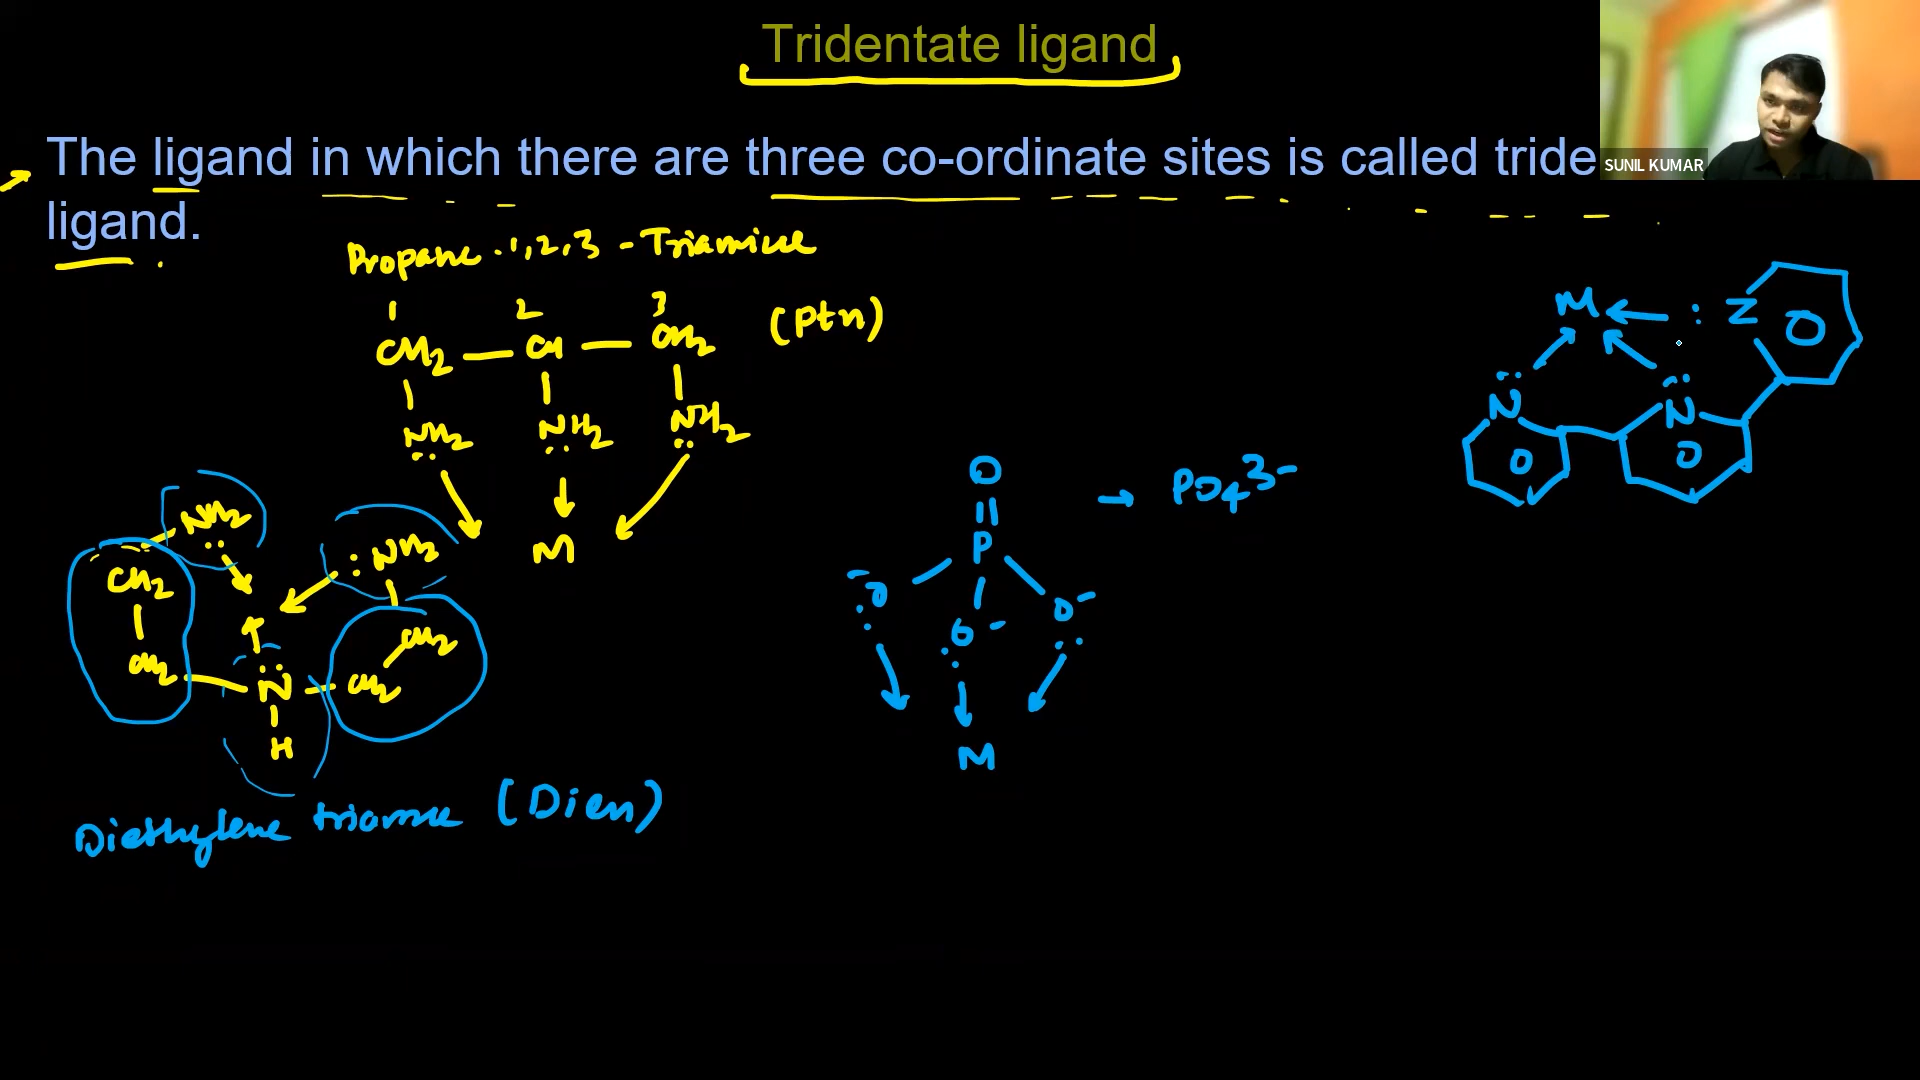 Tridentate ligand
The ligand in which there are three co-ordinate sites is called tride
SUNIL KUMAR
ligand.
Propane-1,2,3-Triamine
1 2 3
CH2 — CH — CH2 (Ptn)
NH2 NH2 NH2
M
NH2
:NH2
CH2
CH2
CH2
N
CH2
H
Diethylene triamine (Dien)
O
P
→ PO4³⁻
O⁻
O⁻
O⁻
M
M
: N
N
N